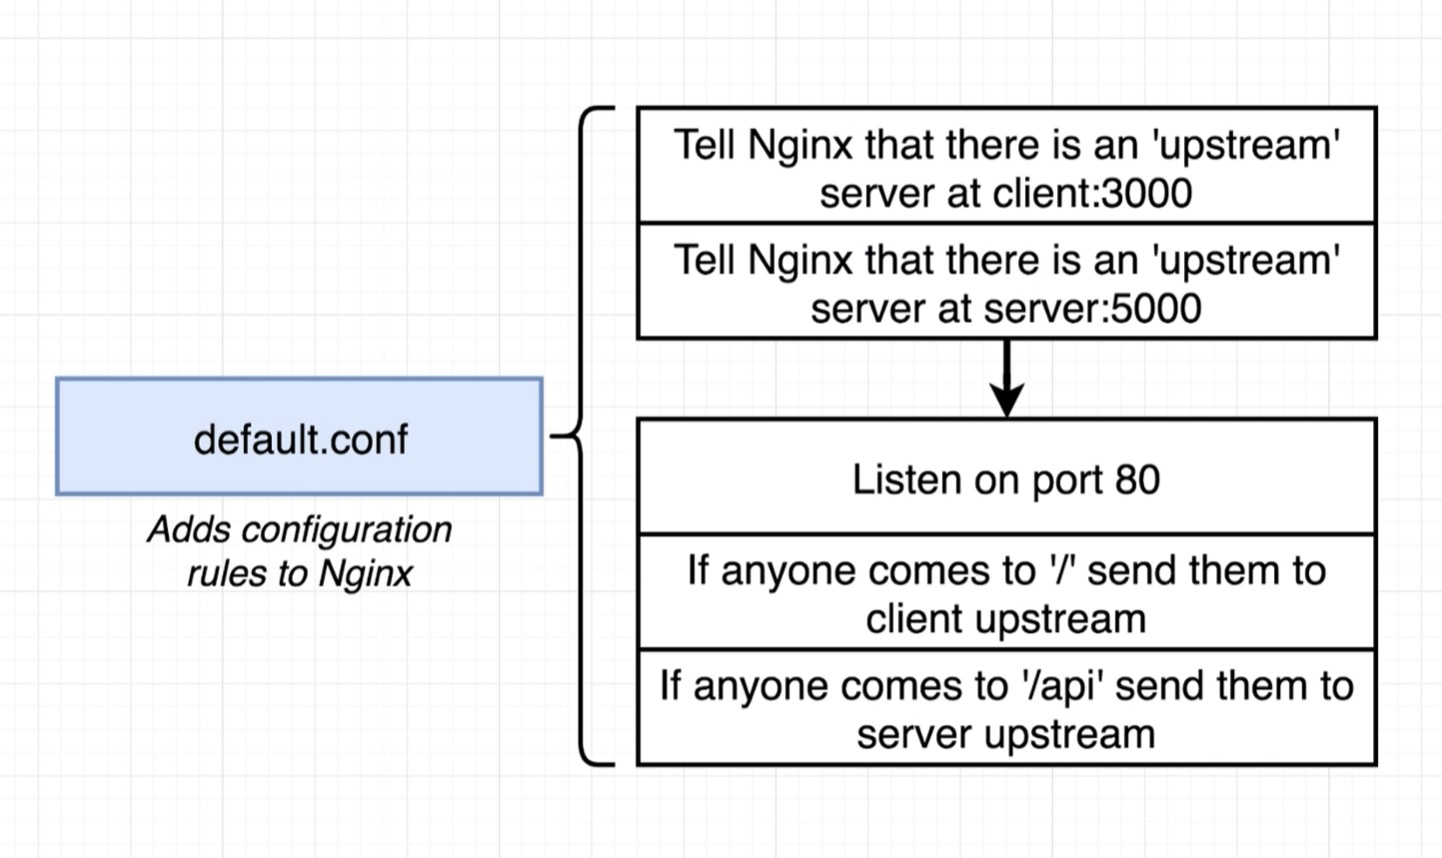 Tell Nginx that there is an 'upstream'
server at client:3000
Tell Nginx that there is an 'upstream'
server at server:5000
default.conf
Adds configuration
rules to Nginx
Listen on port 80
If anyone comes to '/' send them to
client upstream
If anyone comes to '/api' send them to
server upstream